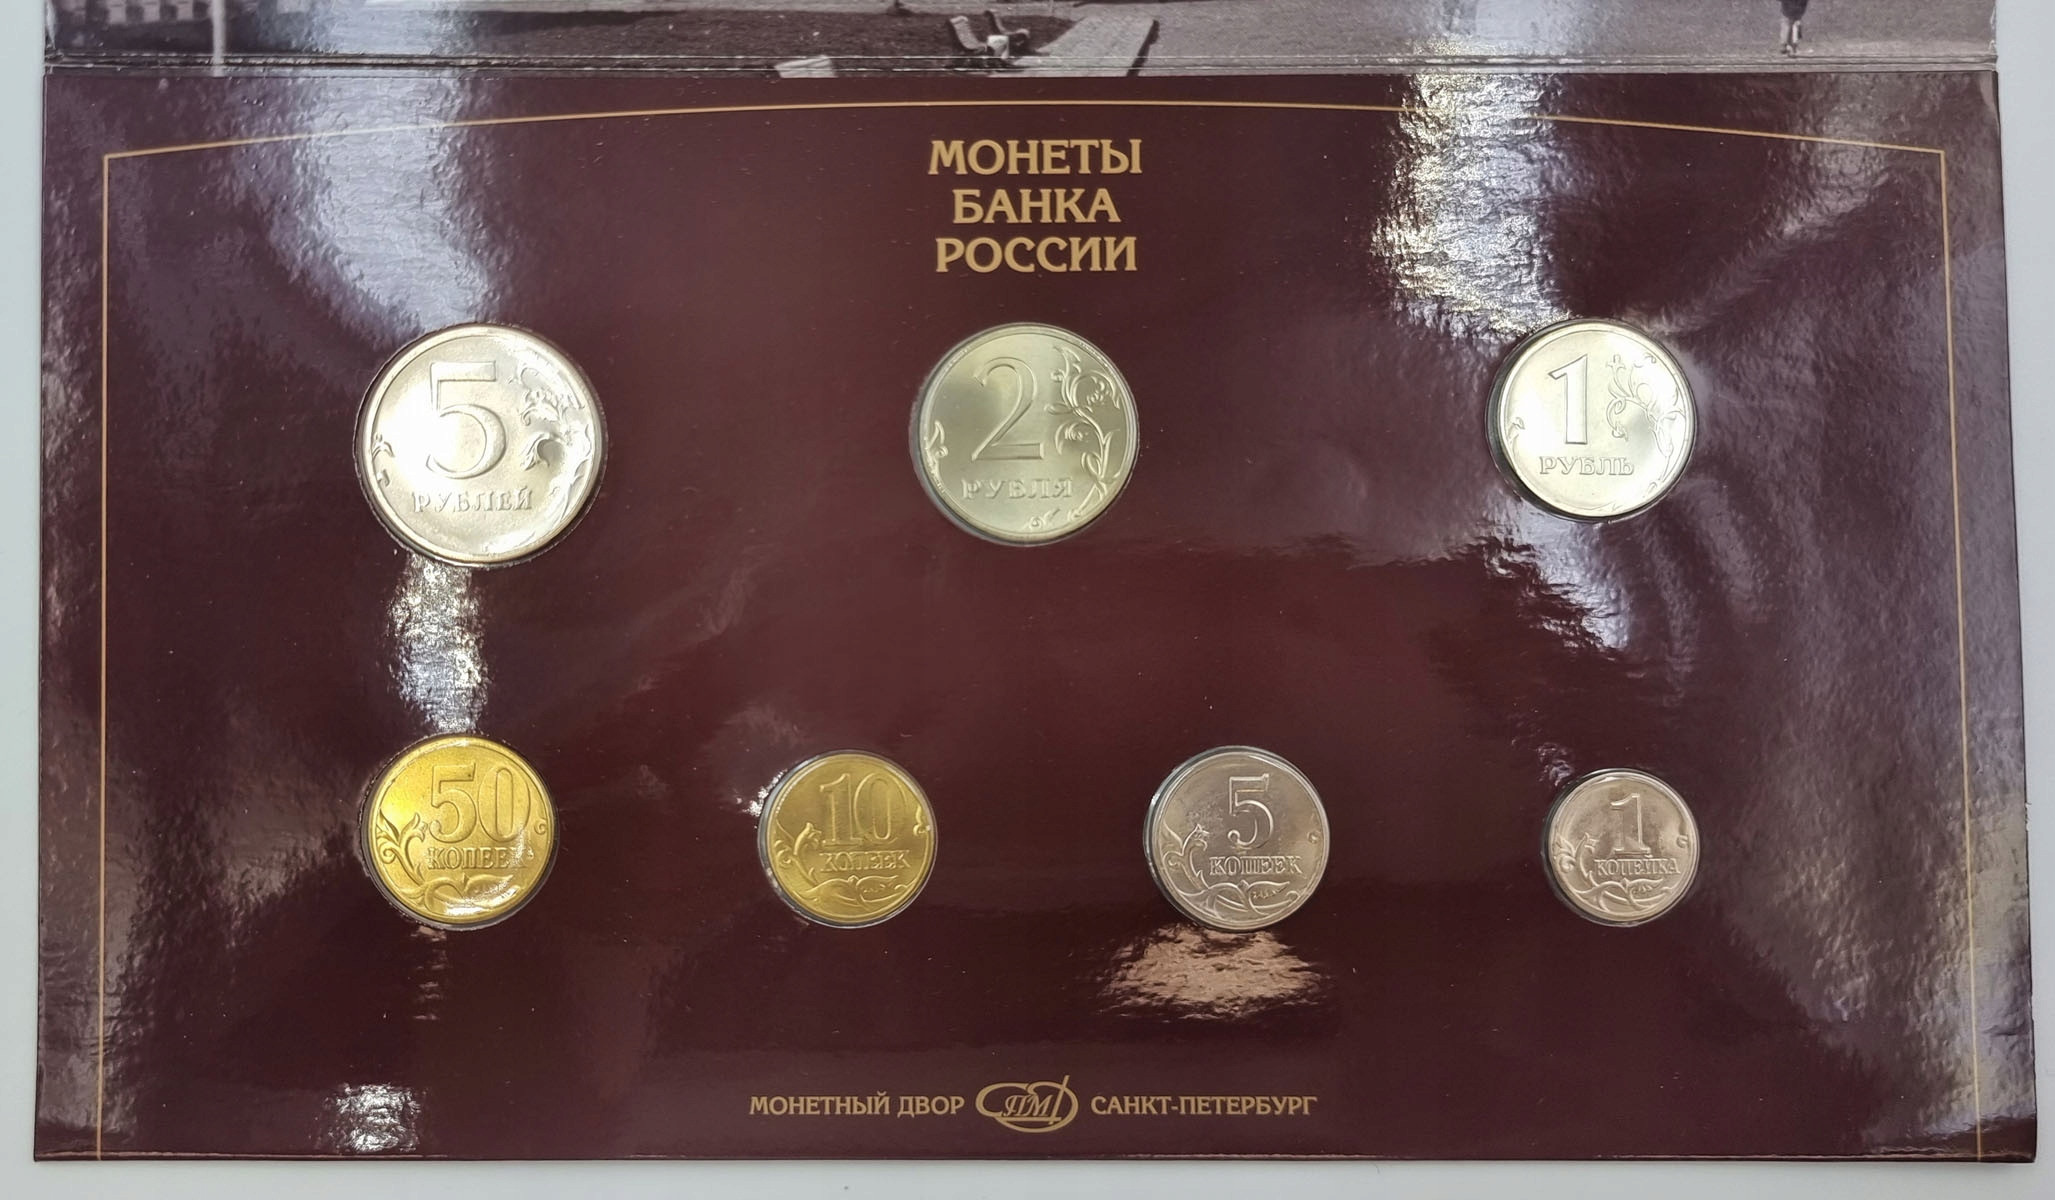 МОНЕТЫ
БАНКА
РОССИИ
5
РУБЛЕЙ
2
РУБЛЯ
1
РУБЛЬ
50
КОПЕЕК
10
КОПЕЕК
5
КОПЕЕК
1
КОПЕЙКА
МОНЕТНЫЙ ДВОР СПМД САНКТ-ПЕТЕРБУРГ